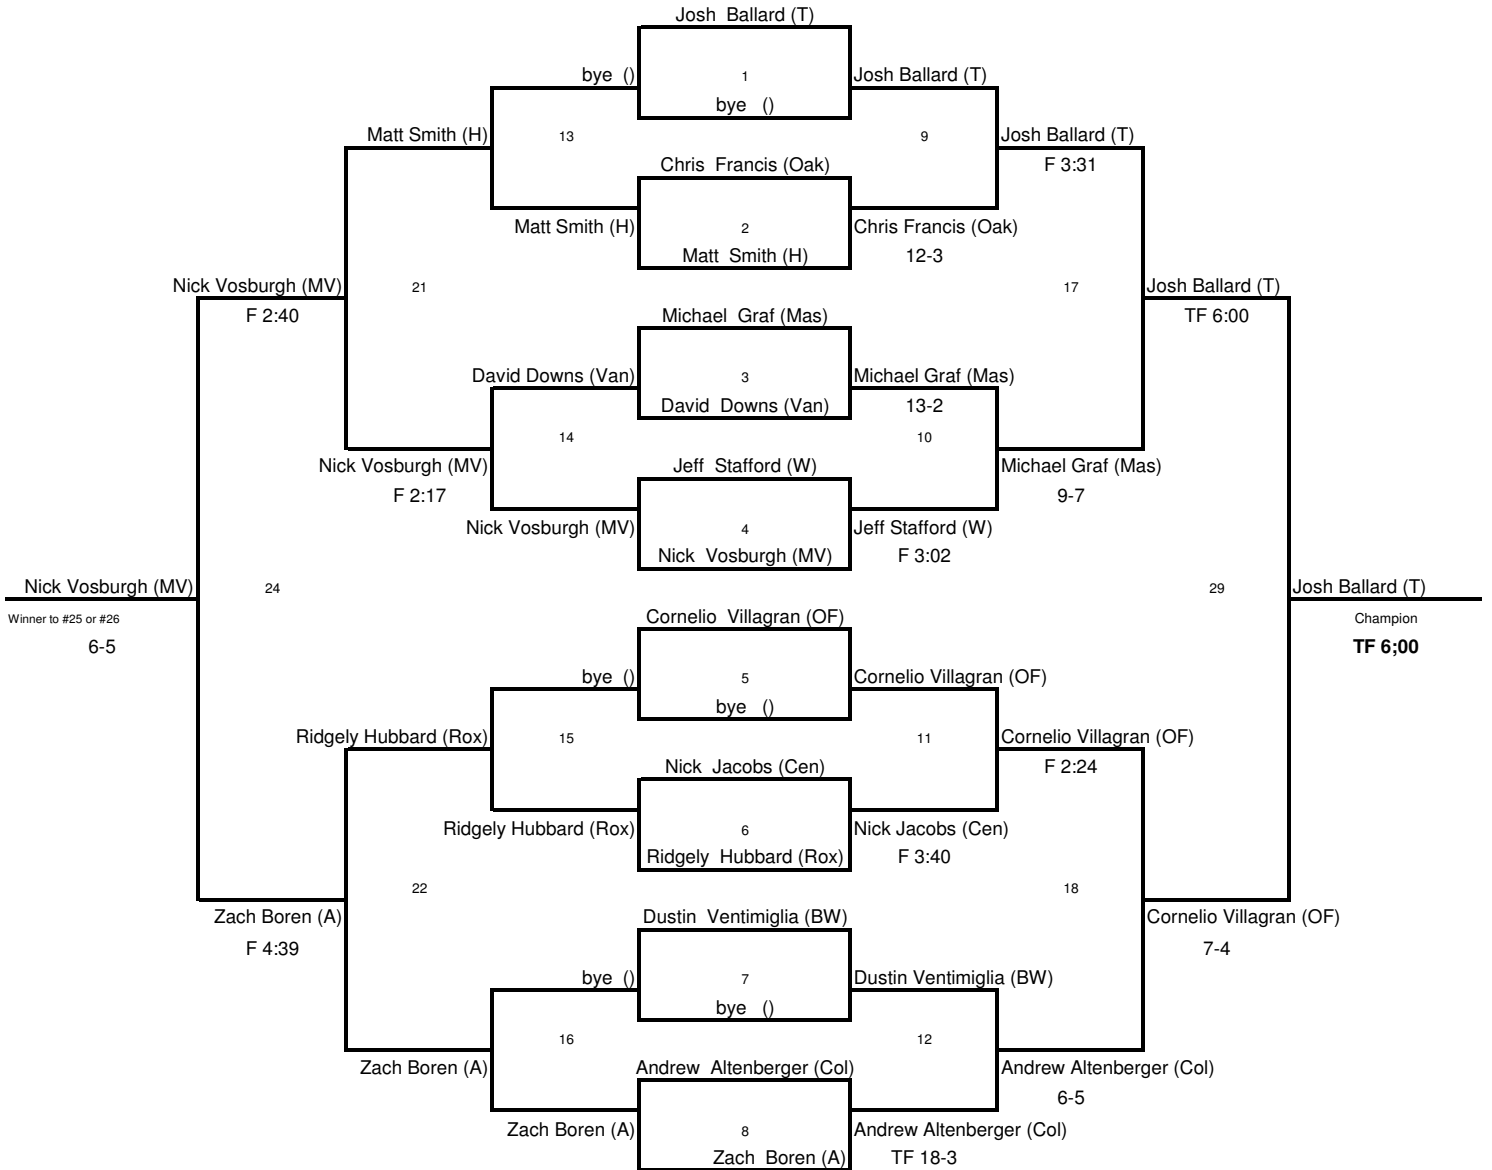 Josh Ballard (T)
bye ()
1
Josh Ballard (T)
bye ()
Matt Smith (H)
13
9
Josh Ballard (T)
Chris Francis (Oak)
F 3:31
Matt Smith (H)
2
Chris Francis (Oak)
Matt Smith (H)
12-3
Nick Vosburgh (MV)
21
17
Josh Ballard (T)
F 2:40
Michael Graf (Mas)
TF 6:00
David Downs (Van)
3
Michael Graf (Mas)
David Downs (Van)
13-2
14
10
Nick Vosburgh (MV)
Jeff Stafford (W)
Michael Graf (Mas)
F 2:17
9-7
Nick Vosburgh (MV)
4
Jeff Stafford (W)
Nick Vosburgh (MV)
F 3:02
Nick Vosburgh (MV)
24
29
Josh Ballard (T)
Winner to #25 or #26
Cornelio Villagran (OF)
Champion
6-5
TF 6;00
bye ()
5
Cornelio Villagran (OF)
bye ()
Ridgely Hubbard (Rox)
15
11
Cornelio Villagran (OF)
Nick Jacobs (Cen)
F 2:24
Ridgely Hubbard (Rox)
6
Nick Jacobs (Cen)
Ridgely Hubbard (Rox)
F 3:40
22
18
Zach Boren (A)
Dustin Ventimiglia (BW)
Cornelio Villagran (OF)
F 4:39
7-4
bye ()
7
Dustin Ventimiglia (BW)
bye ()
16
12
Zach Boren (A)
Andrew Altenberger (Col)
Andrew Altenberger (Col)
6-5
Zach Boren (A)
8
Andrew Altenberger (Col)
Zach Boren (A)
TF 18-3